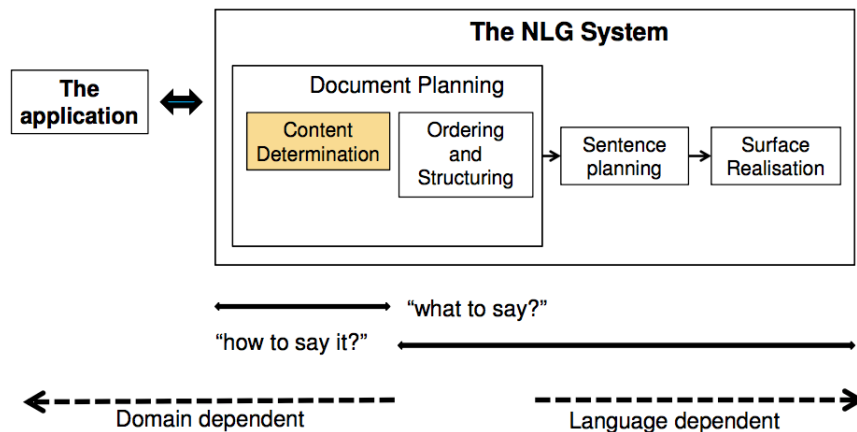 The NLG System
The
application
Document Planning
Content
Determination
Ordering
and
Structuring
Sentence
planning
Surface
Realisation
“what to say?”
“how to say it?”
Domain dependent
Language dependent